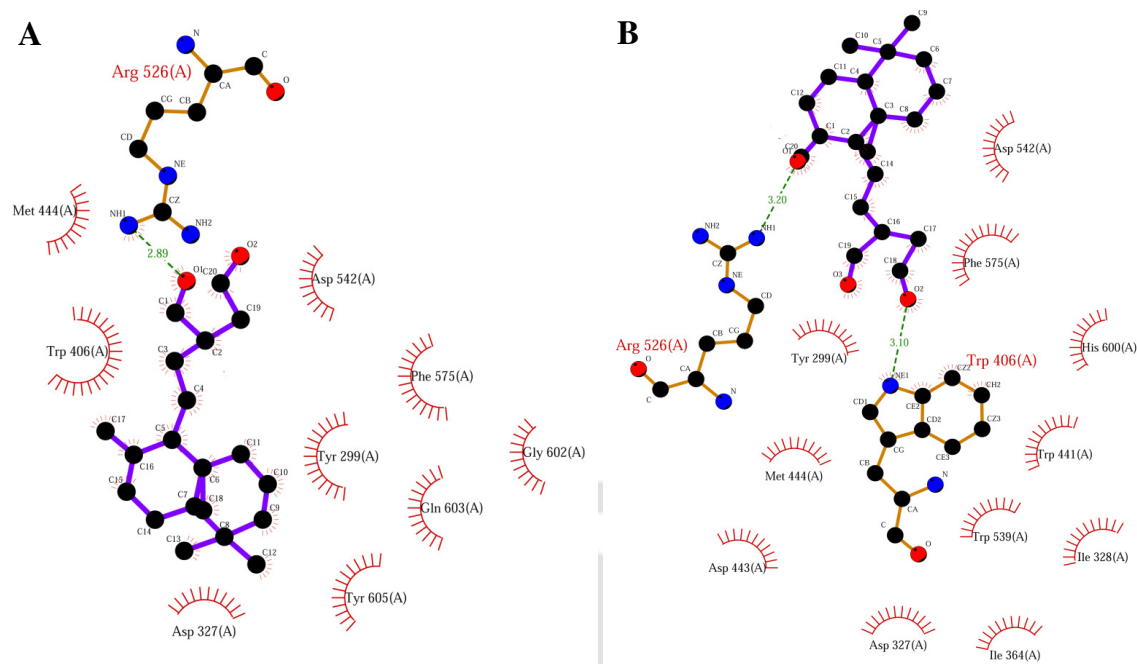 A
N
C
Arg 526(A)
CA
O
CG
CB
CD
NE
Met 444(A)
CZ
NH1
NH2
2.89
O2
O1
C20
Asp 542(A)
C1
C19
Trp 406(A)
C2
C3
Phe 575(A)
C4
C17
C5
C11
C16
Tyr 299(A)
Gly 602(A)
C6
C10
C15
C7
C18
Gln 603(A)
C14
C8
C9
C13
C12
Tyr 605(A)
Asp 327(A)
B
C9
C10
C5
C6
C11
C4
C7
C12
C3
C8
C1
C2
Asp 542(A)
C20
O1
C14
3.20
C15
NH2
NH1
C16
C17
CZ
C19
C18
Phe 575(A)
NE
O3
O2
CD
CB
CG
Tyr 299(A)
3.10
His 600(A)
Arg 526(A)
Trp 406(A)
O
CA
NE1
CZ2
C
N
CD1
CE2
CH2
CD2
CZ3
CG
CE3
Trp 441(A)
Met 444(A)
CB
N
CA
C
Trp 539(A)
O
Ile 328(A)
Asp 443(A)
Asp 327(A)
Ile 364(A)